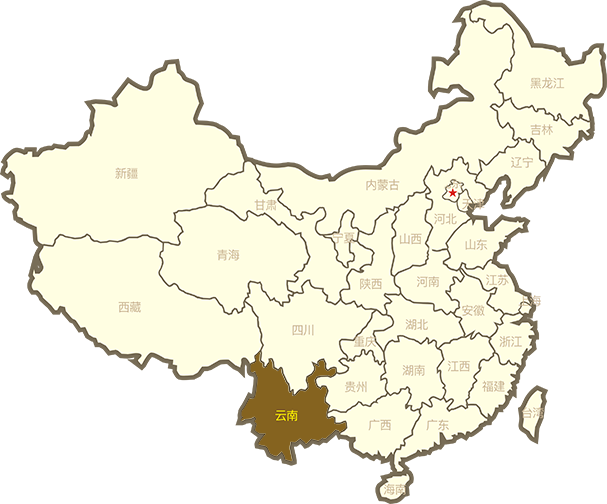 黑龙江
吉林
辽宁
新疆
内蒙古
甘肃
天津
河北
宁夏
山西
山东
青海
陕西
河南
江苏
西藏
安徽
上海
四川
湖北
重庆
浙江
湖南
江西
贵州
福建
云南
台湾
广西
广东
海南